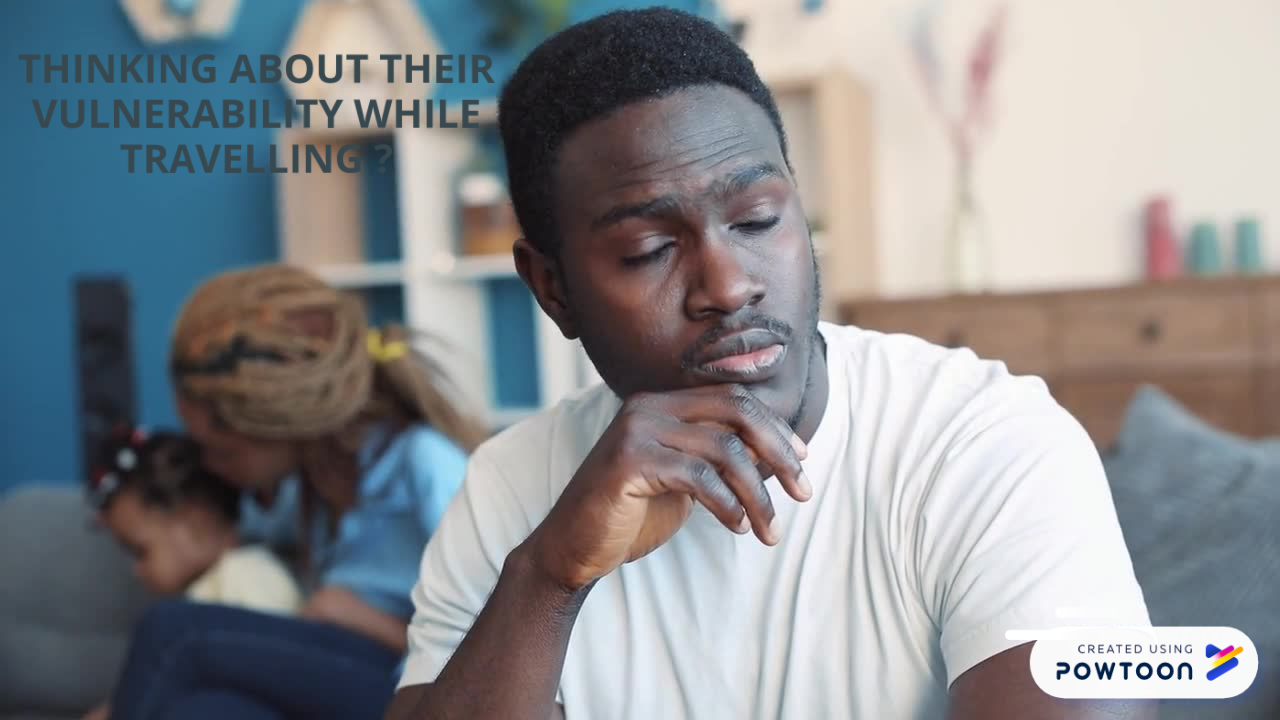 THINKING ABOUT THEIR
VULNERABILITY WHILE
TRAVELLING ?
CREATED USING
POWTOON